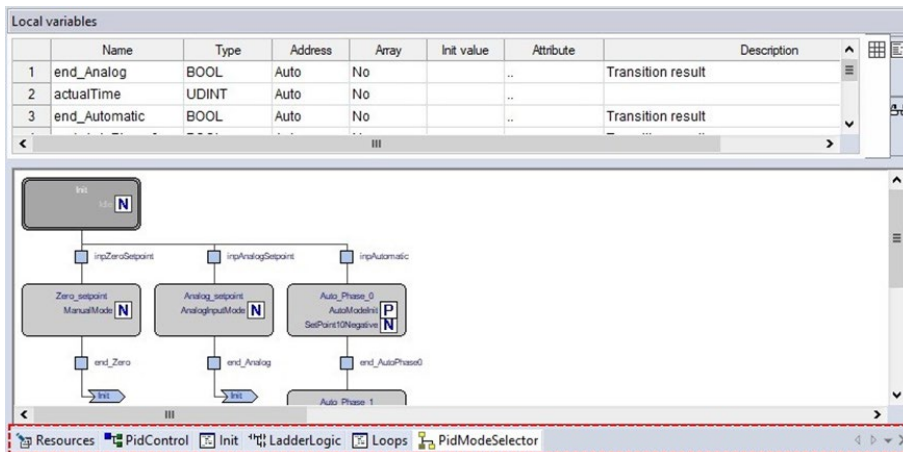 Local variables
Name Type Address Array Init value Attribute Description
1 end_Analog BOOL Auto No .. Transition result
2 actualTime UDINT Auto No ..
3 end_Automatic BOOL Auto No .. Transition result
Init
Idle N
inpZeroSetpoint inpAnalogSetpoint inpAutomatic
Zero_setpoint Analog_setpoint Auto_Phase_0
ManualMode N AnalogInputMode N AutoModeInit P
SetPoint10Negative N
end_Zero end_Analog end_AutoPhase0
Init Init
Auto_Phase_1
Resources PidControl Init LadderLogic Loops PidModeSelector